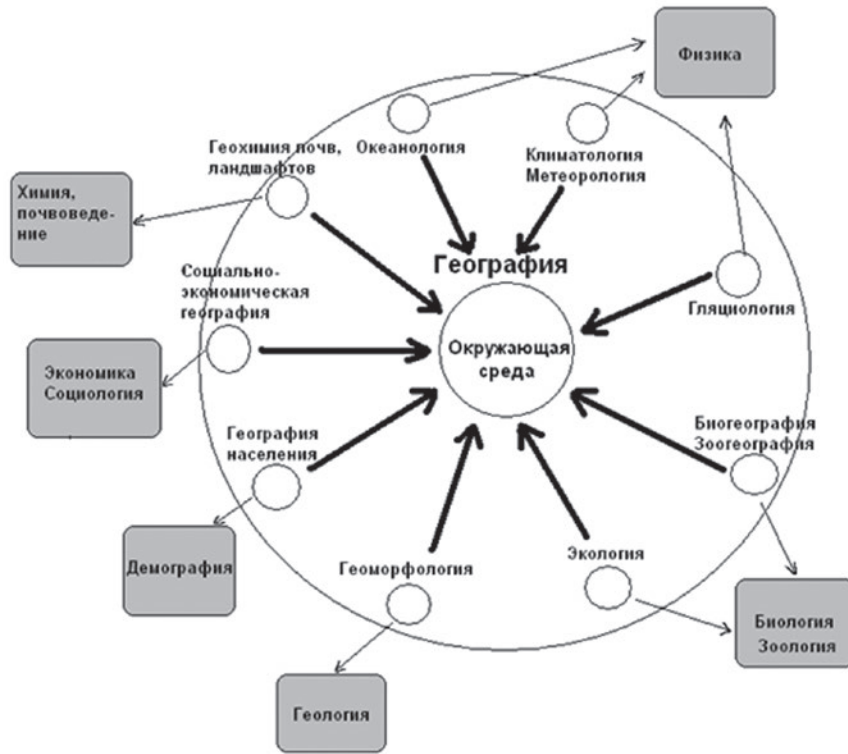 Физика
Геохимия почв,
ландшафтов
Океанология
Климатология
Метеорология
Химия,
почвоведе-
ние
География
Социально-
экономическая
география
Гляциология
Окружающая
среда
Экономика
Социология
География
населения
Биогеография
Зоогеография
Демография
Геоморфология
Экология
Биология
Зоология
Геология